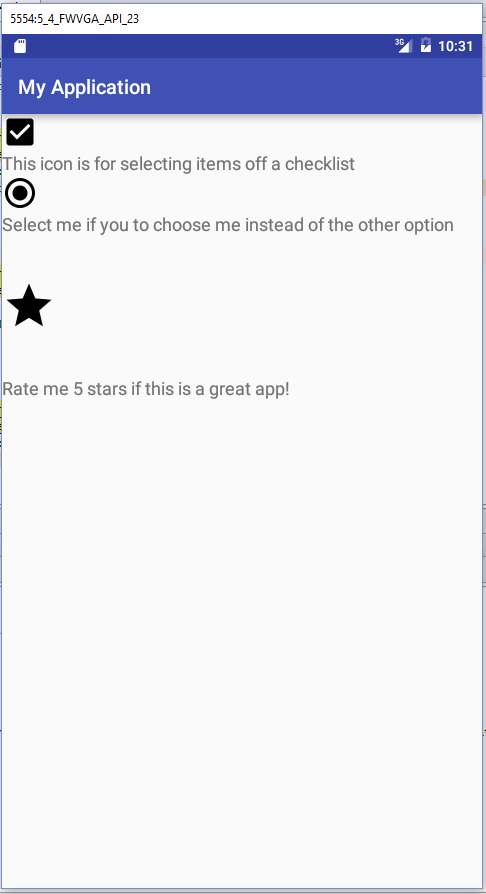 5554:5_4_FWVGA_API_23
3G 10:31
My Application
This icon is for selecting items off a checklist
Select me if you to choose me instead of the other option
Rate me 5 stars if this is a great app!